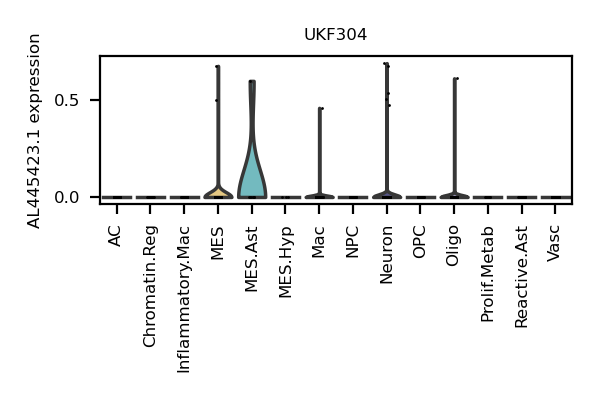 UKF304
AL445423.1 expression
0.5
0.0
AC
Chromatin.Reg
Inflammatory.Mac
MES
MES.Ast
MES.Hyp
Mac
NPC
Neuron
OPC
Oligo
Prolif.Metab
Reactive.Ast
Vasc